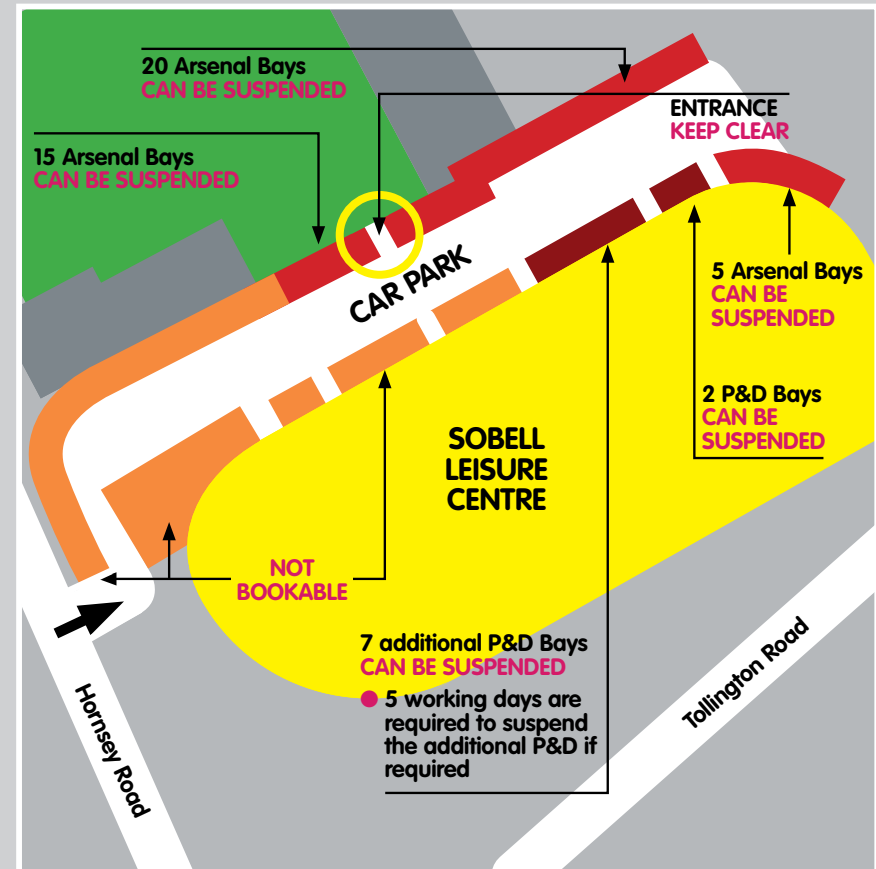 20 Arsenal Bays
CAN BE SUSPENDED
ENTRANCE
KEEP CLEAR
15 Arsenal Bays
CAN BE SUSPENDED
CAR PARK
5 Arsenal Bays
CAN BE
SUSPENDED
2 P&D Bays
CAN BE
SUSPENDED
SOBELL
LEISURE
CENTRE
NOT
BOOKABLE
7 additional P&D Bays
CAN BE SUSPENDED
5 working days are
required to suspend
the additional P&D if
required
Hornsey Road
Tollington Road